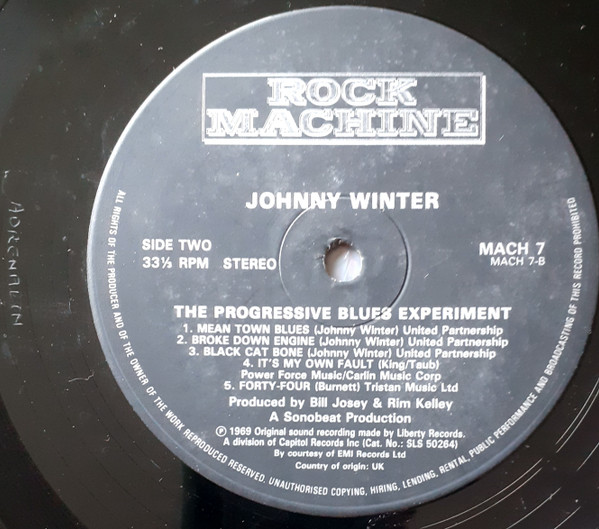 ROCK
MACHINE
JOHNNY WINTER
SIDE TWO
33⅓ RPM STEREO
MACH 7
MACH 7-B
THE PROGRESSIVE BLUES EXPERIMENT
1. MEAN TOWN BLUES (Johnny Winter) United Partnership
2. BROKE DOWN ENGINE (Johnny Winter) United Partnership
3. BLACK CAT BONE (Johnny Winter) United Partnership
4. IT'S MY OWN FAULT (King/Taub)
Power Force Music/Carlin Music Corp
5. FORTY-FOUR (Burnett) Tristan Music Ltd
Produced by Bill Josey & Rim Kelley
A Sonobeat Production
℗ 1969 Original sound recording made by Liberty Records.
A division of Capitol Records Inc (Cat. No.: SLS 50264)
By courtesy of EMI Records Ltd
Country of origin: UK
ALL RIGHTS OF THE PRODUCER AND OF THE OWNER OF THE WORK REPRODUCED RESERVED. UNAUTHORISED COPYING, HIRING, LENDING, RENTAL, PUBLIC PERFORMANCE AND BROADCASTING OF THIS RECORD PROHIBITED
ADRENALIN